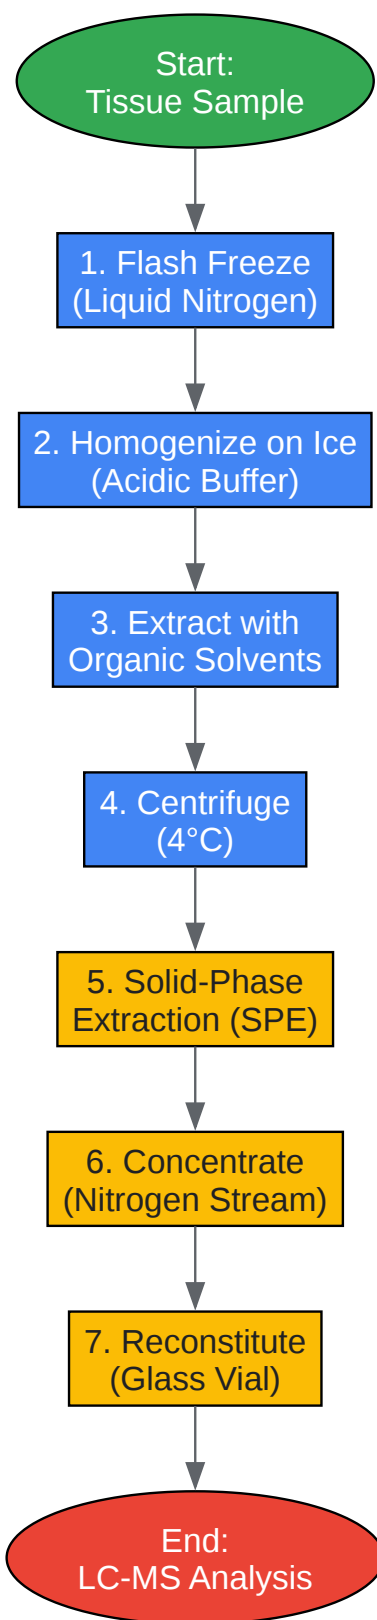 Start:
Tissue Sample
1. Flash Freeze
(Liquid Nitrogen)
2. Homogenize on Ice
(Acidic Buffer)
3. Extract with
Organic Solvents
4. Centrifuge
(4°C)
5. Solid-Phase
Extraction (SPE)
6. Concentrate
(Nitrogen Stream)
7. Reconstitute
(Glass Vial)
End:
LC-MS Analysis